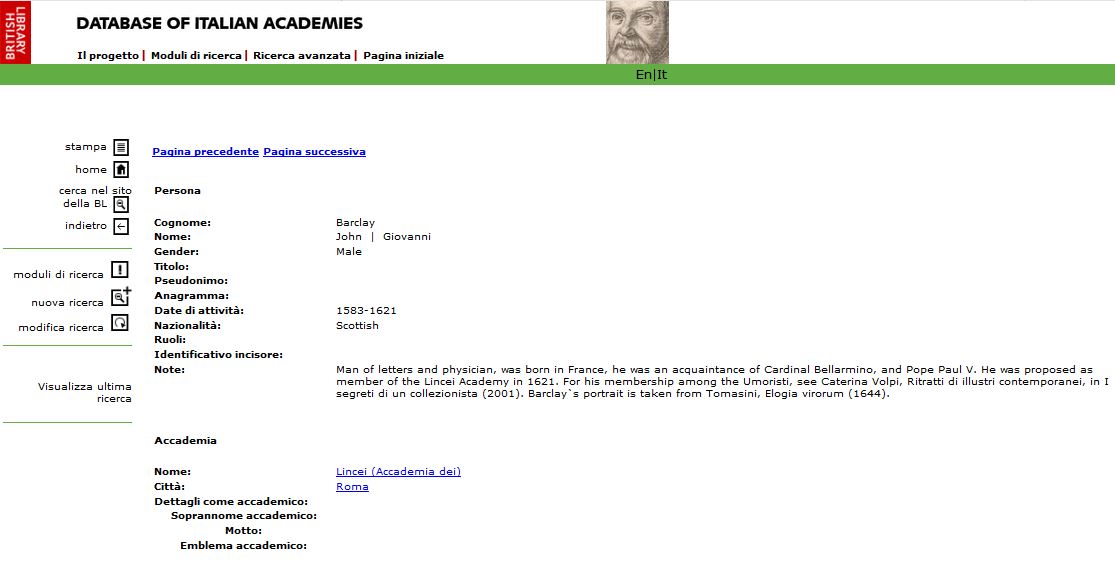 BRITISH
LIBRARY
DATABASE OF ITALIAN ACADEMIES
Il progetto | Moduli di ricerca | Ricerca avanzata | Pagina iniziale
En|It
stampa
home
cerca nel sito
della BL
indietro
moduli di ricerca
nuova ricerca
modifica ricerca
Visualizza ultima
ricerca
Pagina precedente Pagina successiva
Persona
Cognome: Barclay
Nome: John | Giovanni
Gender: Male
Titolo:
Pseudonimo:
Anagramma:
Date di attività: 1583-1621
Nazionalità: Scottish
Ruoli:
Identificativo incisore:
Note: Man of letters and physician, was born in France, he was an acquaintance of Cardinal Bellarmino, and Pope Paul V. He was proposed as
member of the Lincei Academy in 1621. For his membership among the Umoristi, see Caterina Volpi, Ritratti di illustri contemporanei, in I
segreti di un collezionista (2001). Barclay`s portrait is taken from Tomasini, Elogia virorum (1644).
Accademia
Nome: Lincei (Accademia dei)
Città: Roma
Dettagli come accademico:
Soprannome accademico:
Motto:
Emblema accademico: